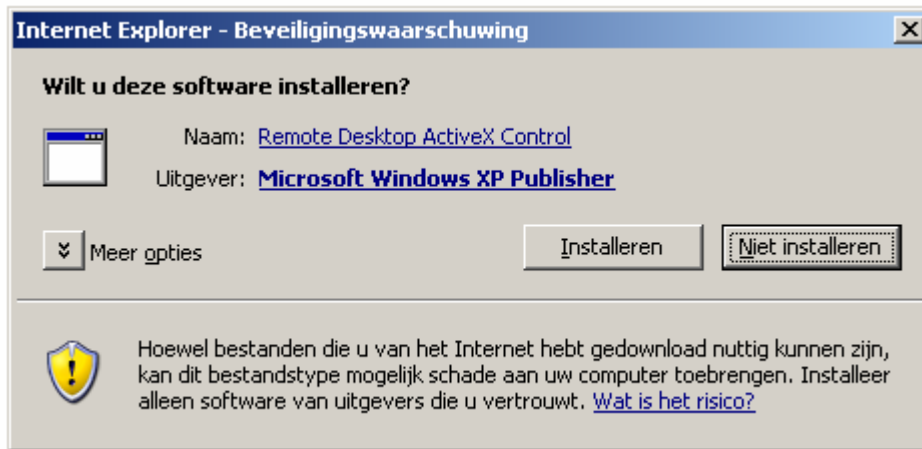 Internet Explorer - Beveiligingswaarschuwing
Wilt u deze software installeren?
Naam: Remote Desktop ActiveX Control
Uitgever: Microsoft Windows XP Publisher
Meer opties
Installeren
Niet installeren
Hoewel bestanden die u van het Internet hebt gedownload nuttig kunnen zijn,
kan dit bestandstype mogelijk schade aan uw computer toebrengen. Installeer
alleen software van uitgevers die u vertrouwt. Wat is het risico?